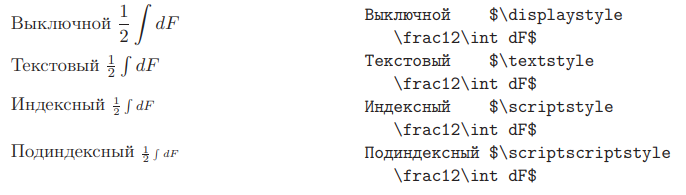 Выключной 1/2 ∫ dF
Текстовый 1/2 ∫ dF
Индексный 1/2 ∫ dF
Подиндексный 1/2 ∫ dF
Выключной $\displaystyle
\frac12\int dF$
Текстовый $\textstyle
\frac12\int dF$
Индексный $\scriptstyle
\frac12\int dF$
Подиндексный $\scriptscriptstyle
\frac12\int dF$